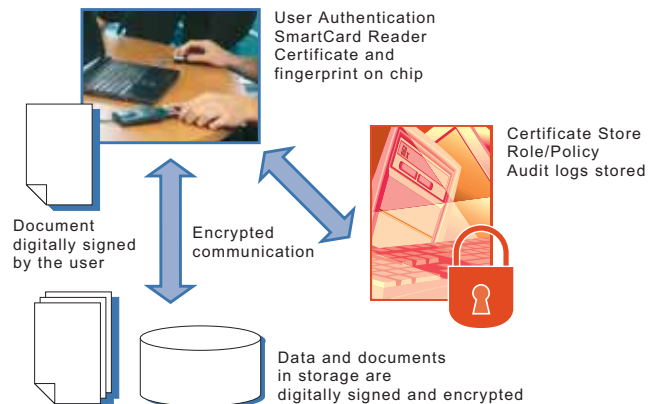 User Authentication
SmartCard Reader
Certificate and
fingerprint on chip
Certificate Store
Role/Policy
Audit logs stored
Document
digitally signed
by the user
Encrypted
communication
Data and documents
in storage are
digitally signed and encrypted